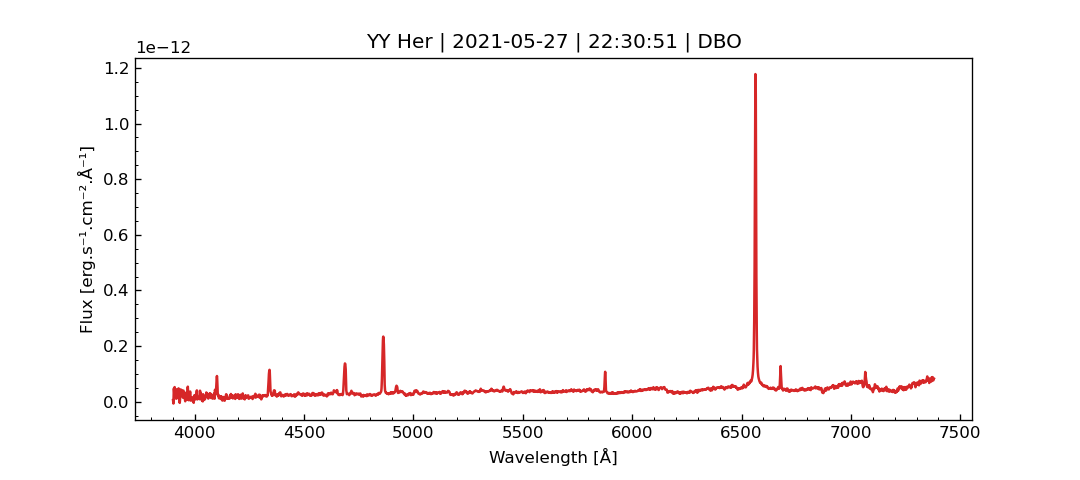 YY Her | 2021-05-27 | 22:30:51 | DBO
1e−12
1.2
1.0
0.8
0.6
0.4
0.2
0.0
Flux [erg.s⁻¹.cm⁻².Å⁻¹]
4000 4500 5000 5500 6000 6500 7000 7500
Wavelength [Å]